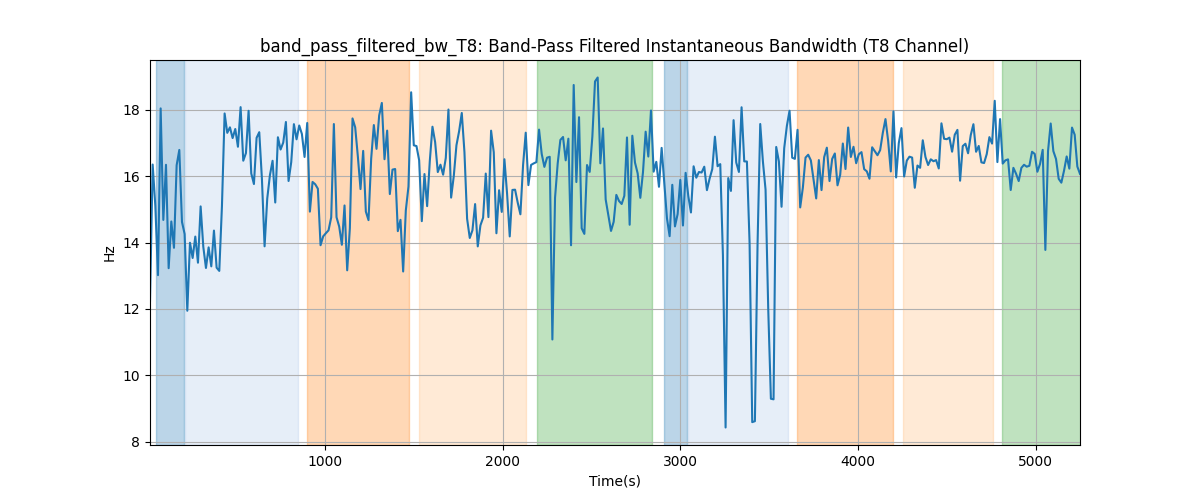 band_pass_filtered_bw_T8: Band-Pass Filtered Instantaneous Bandwidth (T8 Channel)
18
16
14
12
10
8
Hz
1000 2000 3000 4000 5000
Time(s)